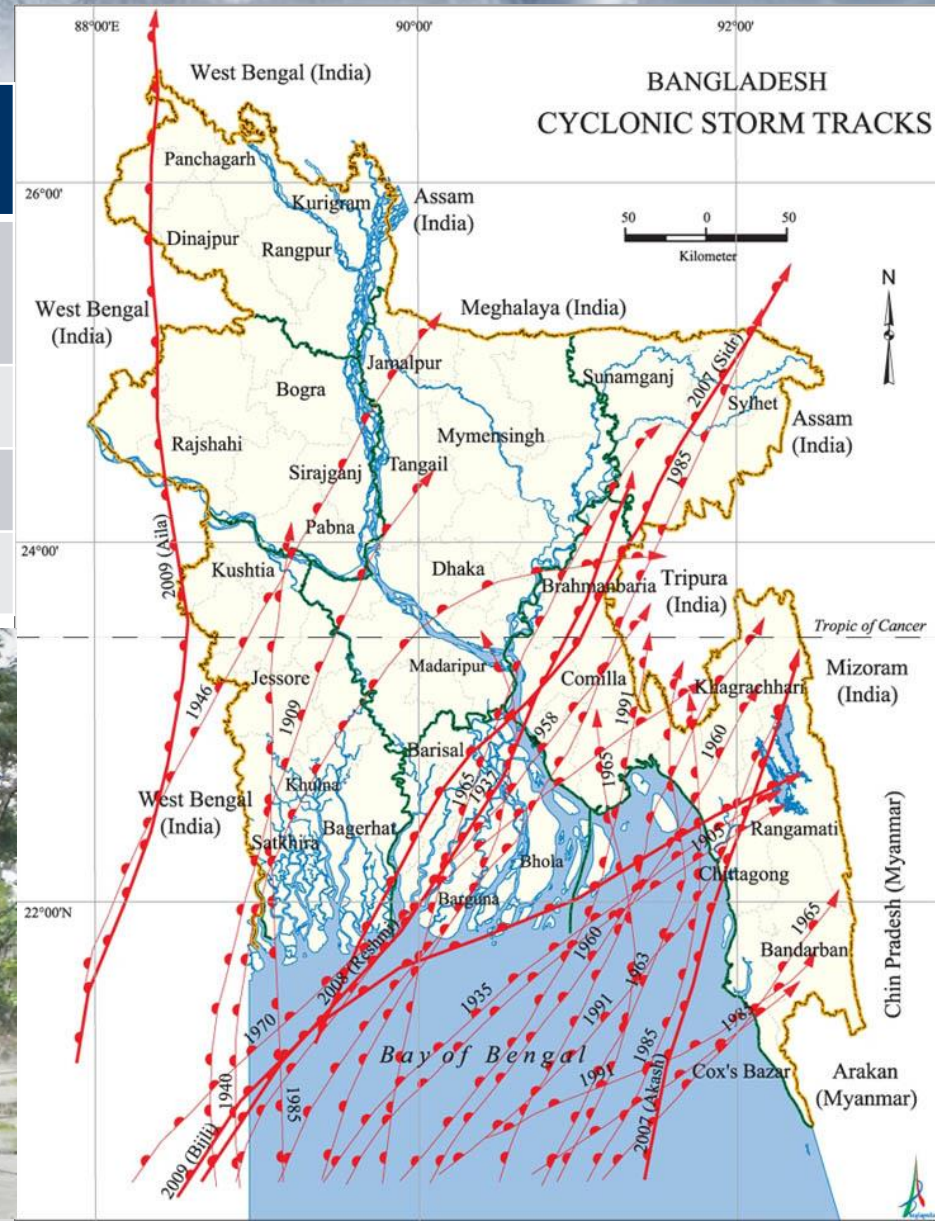 88°00'E
90°00'
92°00'
West Bengal (India)
BANGLADESH
CYCLONIC STORM TRACKS
Panchagarh
26°00'
Kurigram
Assam
(India)
50 0 50
Kilometer
Dinajpur
Rangpur
N
West Bengal
(India)
Meghalaya (India)
Jamalpur
Bogra
Sunamganj
2007 (Sidr)
Sylhet
Assam
(India)
Mymensingh
Rajshahi
Sirajganj
Tangail
1985
Pabna
24°00'
2009 (Aila)
Kushtia
Dhaka
Brahmanbaria
Tripura
(India)
Tropic of Cancer
Madaripur
Jessore
Comilla
Mizoram
(India)
Khagrachhari
1946
1909
1991
1958
1960
Barisal
1965
1937
1965
Khulna
West Bengal
(India)
Bagerhat
Satkhira
1905
Rangamati
Bhola
Chittagong
Barguna
22°00'N
Chin Pradesh (Myanmar)
1965
Bandarban
2008 (Reshmi)
1960
1963
1935
1991
1970
1985
1985
Bay of Bengal
1991
Cox's Bazar
Arakan
(Myanmar)
1940
1985
2007 (Akash)
2009 (Bijli)